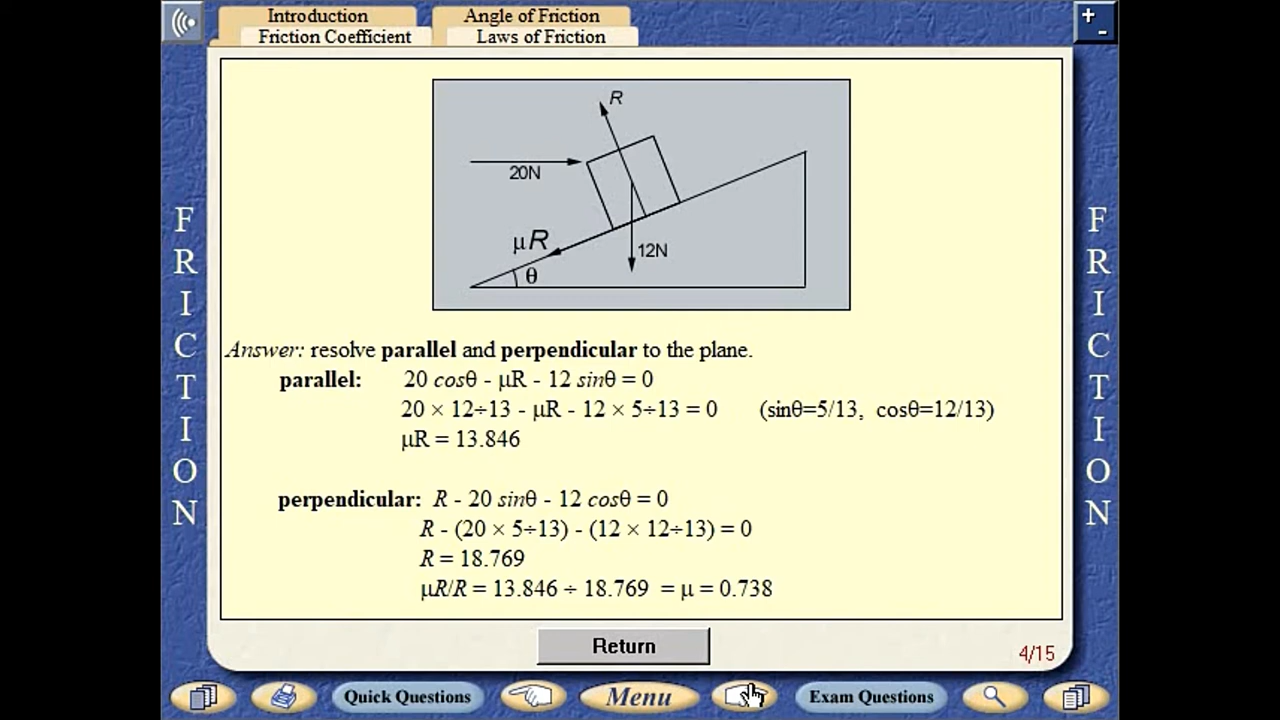 Introduction
Angle of Friction
Friction Coefficient
Laws of Friction
+
-
FRICTION
FRICTION
R
20N
μR
12N
θ
Answer: resolve parallel and perpendicular to the plane.
parallel: 20 cosθ - μR - 12 sinθ = 0
20 × 12÷13 - μR - 12 × 5÷13 = 0 (sinθ=5/13, cosθ=12/13)
μR = 13.846
perpendicular: R - 20 sinθ - 12 cosθ = 0
R - (20 × 5÷13) - (12 × 12÷13) = 0
R = 18.769
μR/R = 13.846 ÷ 18.769 = μ = 0.738
Return
4/15
Quick Questions
Menu
Exam Questions